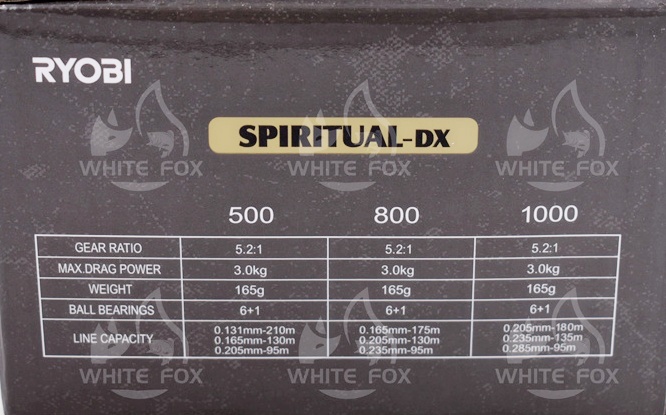 RYOBI
SPIRITUAL-DX
WHITE FOX WHITE FOX WHITE FOX
500 800 1000
GEAR RATIO 5.2:1 5.2:1 5.2:1
MAX.DRAG POWER 3.0kg 3.0kg 3.0kg
WEIGHT 165g 165g 165g
BALL BEARINGS 6+1 6+1 6+1
LINE CAPACITY 0.131mm-210m 0.165mm-175m 0.205mm-180m
0.165mm-130m 0.205mm-130m 0.235mm-135m
0.205mm-95m 0.235mm-95m 0.285mm-95m
WHITE FOX WHITE FOX WHITE FOX